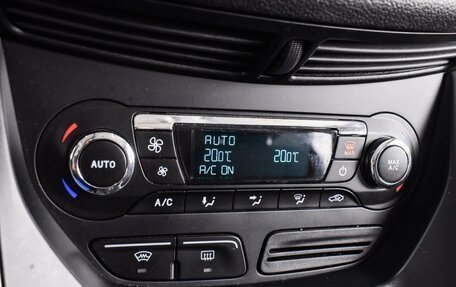 AUTO
20.0°C 20.0°C
A/C ON
MAX
AUTO
MAX
A/C
A/C